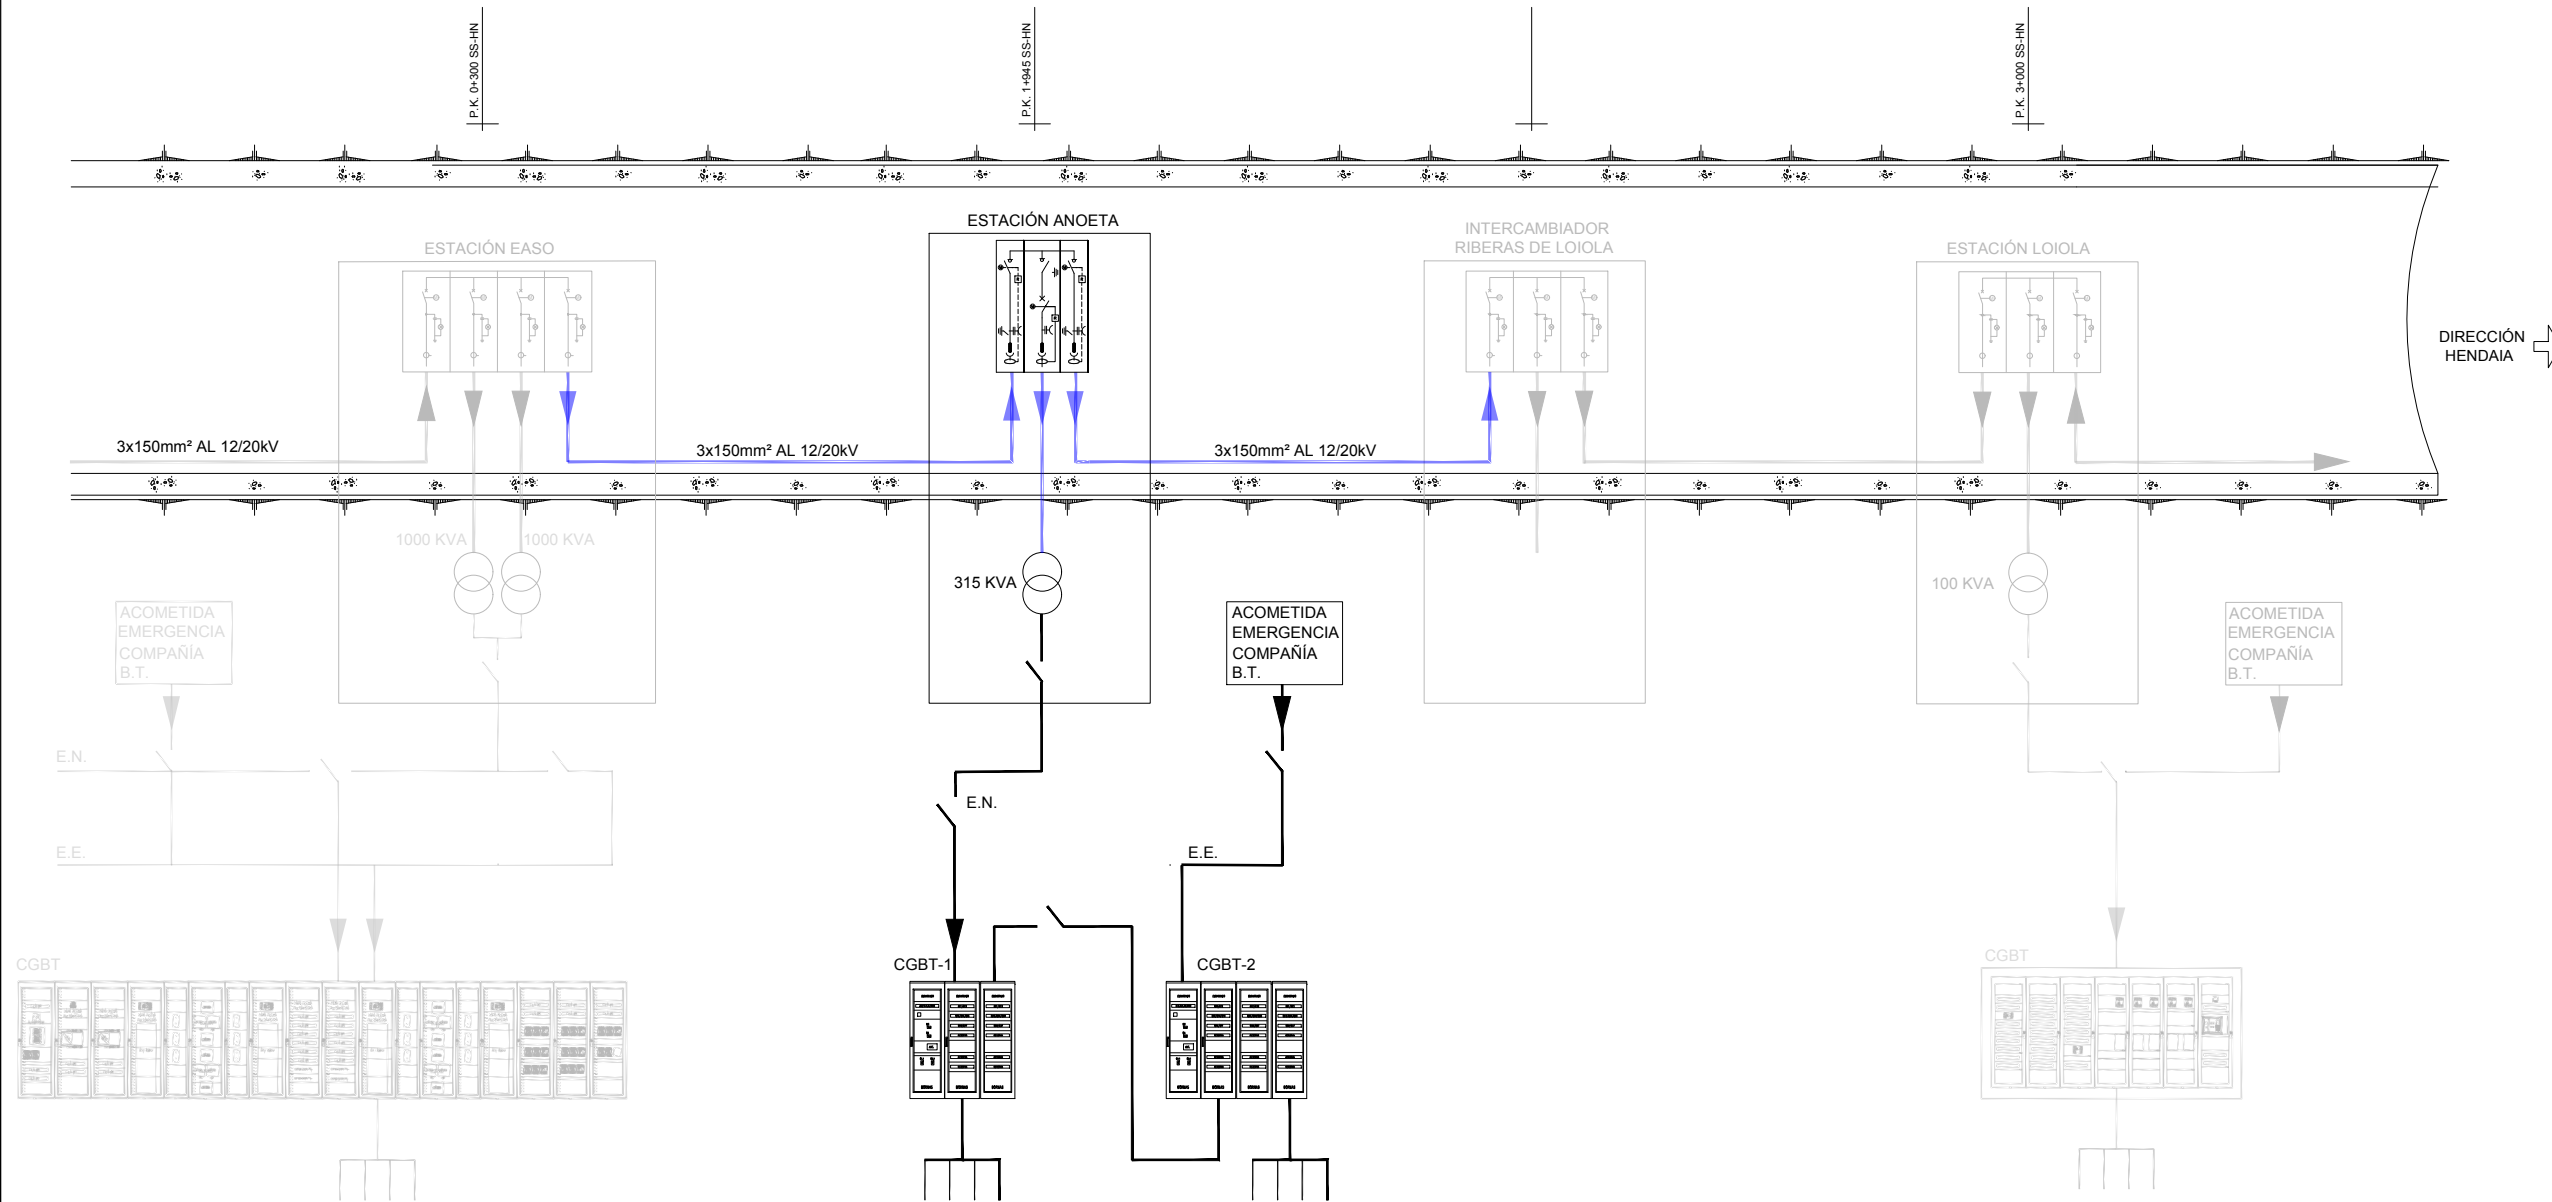 P.K. 0+300 SS-HN
P.K. 1+945 SS-HN
P.K. 3+000 SS-HN
ESTACIÓN EASO
ESTACIÓN ANOETA
INTERCAMBIADOR
RIBERAS DE LOIOLA
ESTACIÓN LOIOLA
DIRECCIÓN
HENDAIA
3x150mm² AL 12/20kV
3x150mm² AL 12/20kV
3x150mm² AL 12/20kV
1000 KVA
1000 KVA
315 KVA
100 KVA
ACOMETIDA
EMERGENCIA
COMPAÑÍA
B.T.
ACOMETIDA
EMERGENCIA
COMPAÑÍA
B.T.
ACOMETIDA
EMERGENCIA
COMPAÑÍA
B.T.
E.N.
E.N.
E.E.
E.E.
CGBT
CGBT-1
CGBT-2
CGBT